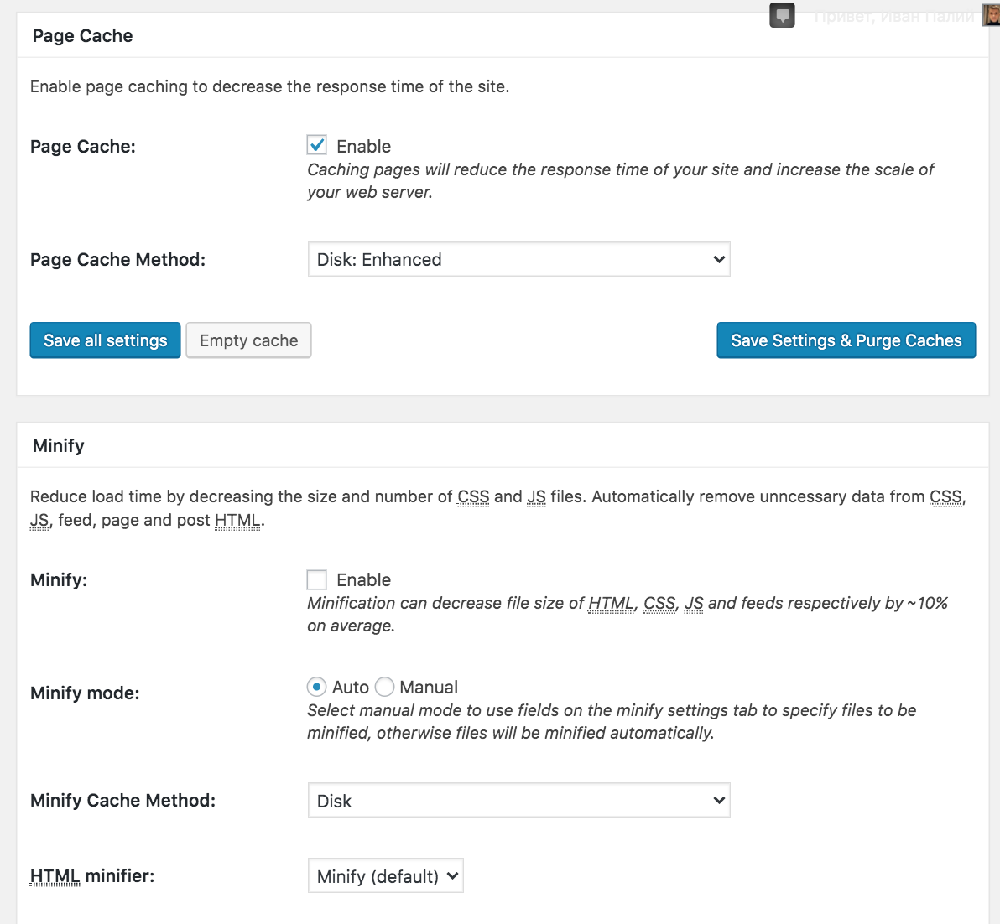 Привет, Иван Палий
Page Cache
Enable page caching to decrease the response time of the site.
Page Cache:
Enable
Caching pages will reduce the response time of your site and increase the scale of
your web server.
Page Cache Method:
Disk: Enhanced
Save all settings
Empty cache
Save Settings & Purge Caches
Minify
Reduce load time by decreasing the size and number of CSS and JS files. Automatically remove unncessary data from CSS,
JS, feed, page and post HTML.
Minify:
Enable
Minification can decrease file size of HTML, CSS, JS and feeds respectively by ~10%
on average.
Minify mode:
Auto
Manual
Select manual mode to use fields on the minify settings tab to specify files to be
minified, otherwise files will be minified automatically.
Minify Cache Method:
Disk
HTML minifier:
Minify (default)